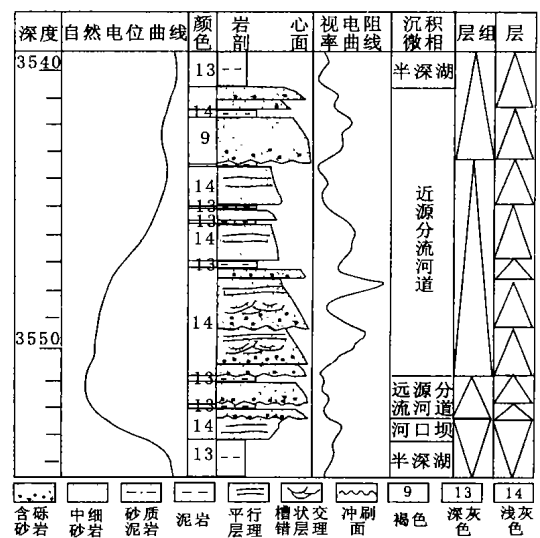 深度 自然电位曲线 颜色 岩心剖面 视电阻率曲线 沉积微相 层组 层
3540
13
半深湖
14
9
14
13
13
14
近源分流河道
13
14
3550
13
远源分流河道
13
14
河口坝
13
半深湖
9 13 14
含砾砂岩 中细砂岩 砂质泥岩 泥岩 平行层理 槽状交错层理 冲刷面 褐色 深灰色 浅灰色